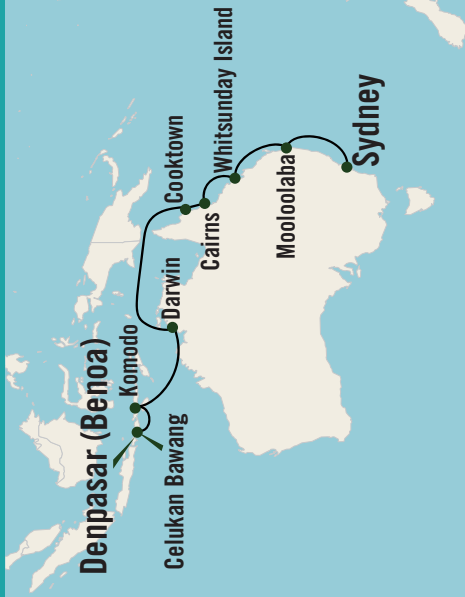 Denpasar (Benoa)
Komodo
Celukan Bawang
Darwin
Cooktown
Cairns
Whitsunday Island
Mooloolaba
Sydney